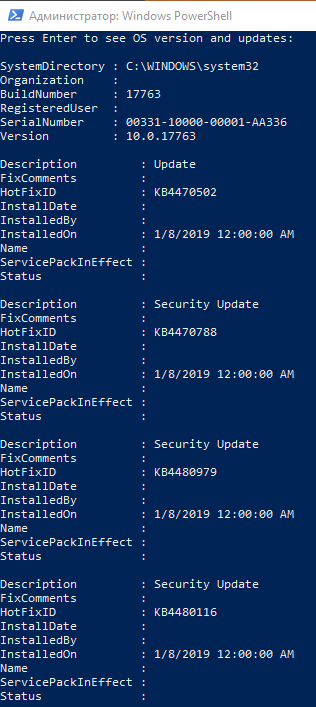 Администратор: Windows PowerShell
Press Enter to see OS version and updates:
SystemDirectory : C:\WINDOWS\system32
Organization    :
BuildNumber     : 17763
RegisteredUser  :
SerialNumber    : 00331-10000-00001-AA336
Version         : 10.0.17763
Description         : Update
FixComments         :
HotFixID            : KB4470502
InstallDate         :
InstalledBy         :
InstalledOn         : 1/8/2019 12:00:00 AM
Name                :
ServicePackInEffect :
Status              :
Description         : Security Update
FixComments         :
HotFixID            : KB4470788
InstallDate         :
InstalledBy         :
InstalledOn         : 1/8/2019 12:00:00 AM
Name                :
ServicePackInEffect :
Status              :
Description         : Security Update
FixComments         :
HotFixID            : KB4480979
InstallDate         :
InstalledBy         :
InstalledOn         : 1/8/2019 12:00:00 AM
Name                :
ServicePackInEffect :
Status              :
Description         : Security Update
FixComments         :
HotFixID            : KB4480116
InstallDate         :
InstalledBy         :
InstalledOn         : 1/8/2019 12:00:00 AM
Name                :
ServicePackInEffect :
Status              :